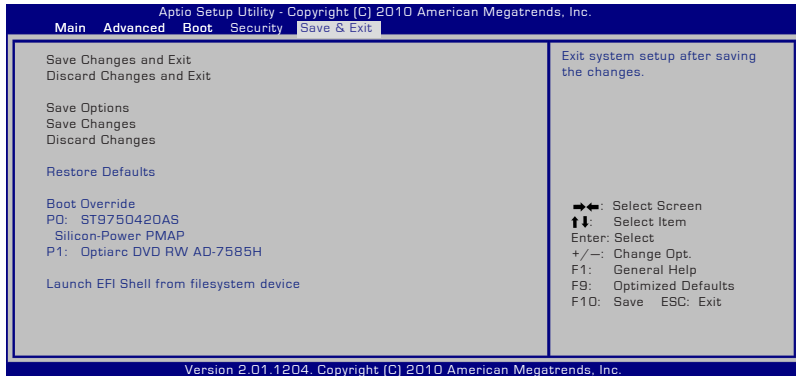 Aptio Setup Utility - Copyright (C) 2010 American Megatrends, Inc.
Main Advanced Boot Security Save & Exit
Save Changes and Exit
Discard Changes and Exit
Save Options
Save Changes
Discard Changes
Restore Defaults
Boot Override
P0: ST9750420AS
Silicon-Power PMAP
P1: Optiarc DVD RW AD-7585H
Launch EFI Shell from filesystem device
Exit system setup after saving
the changes.
→←: Select Screen
↑↓: Select Item
Enter: Select
+/—: Change Opt.
F1: General Help
F9: Optimized Defaults
F10: Save ESC: Exit
Version 2.01.1204. Copyright (C) 2010 American Megatrends, Inc.